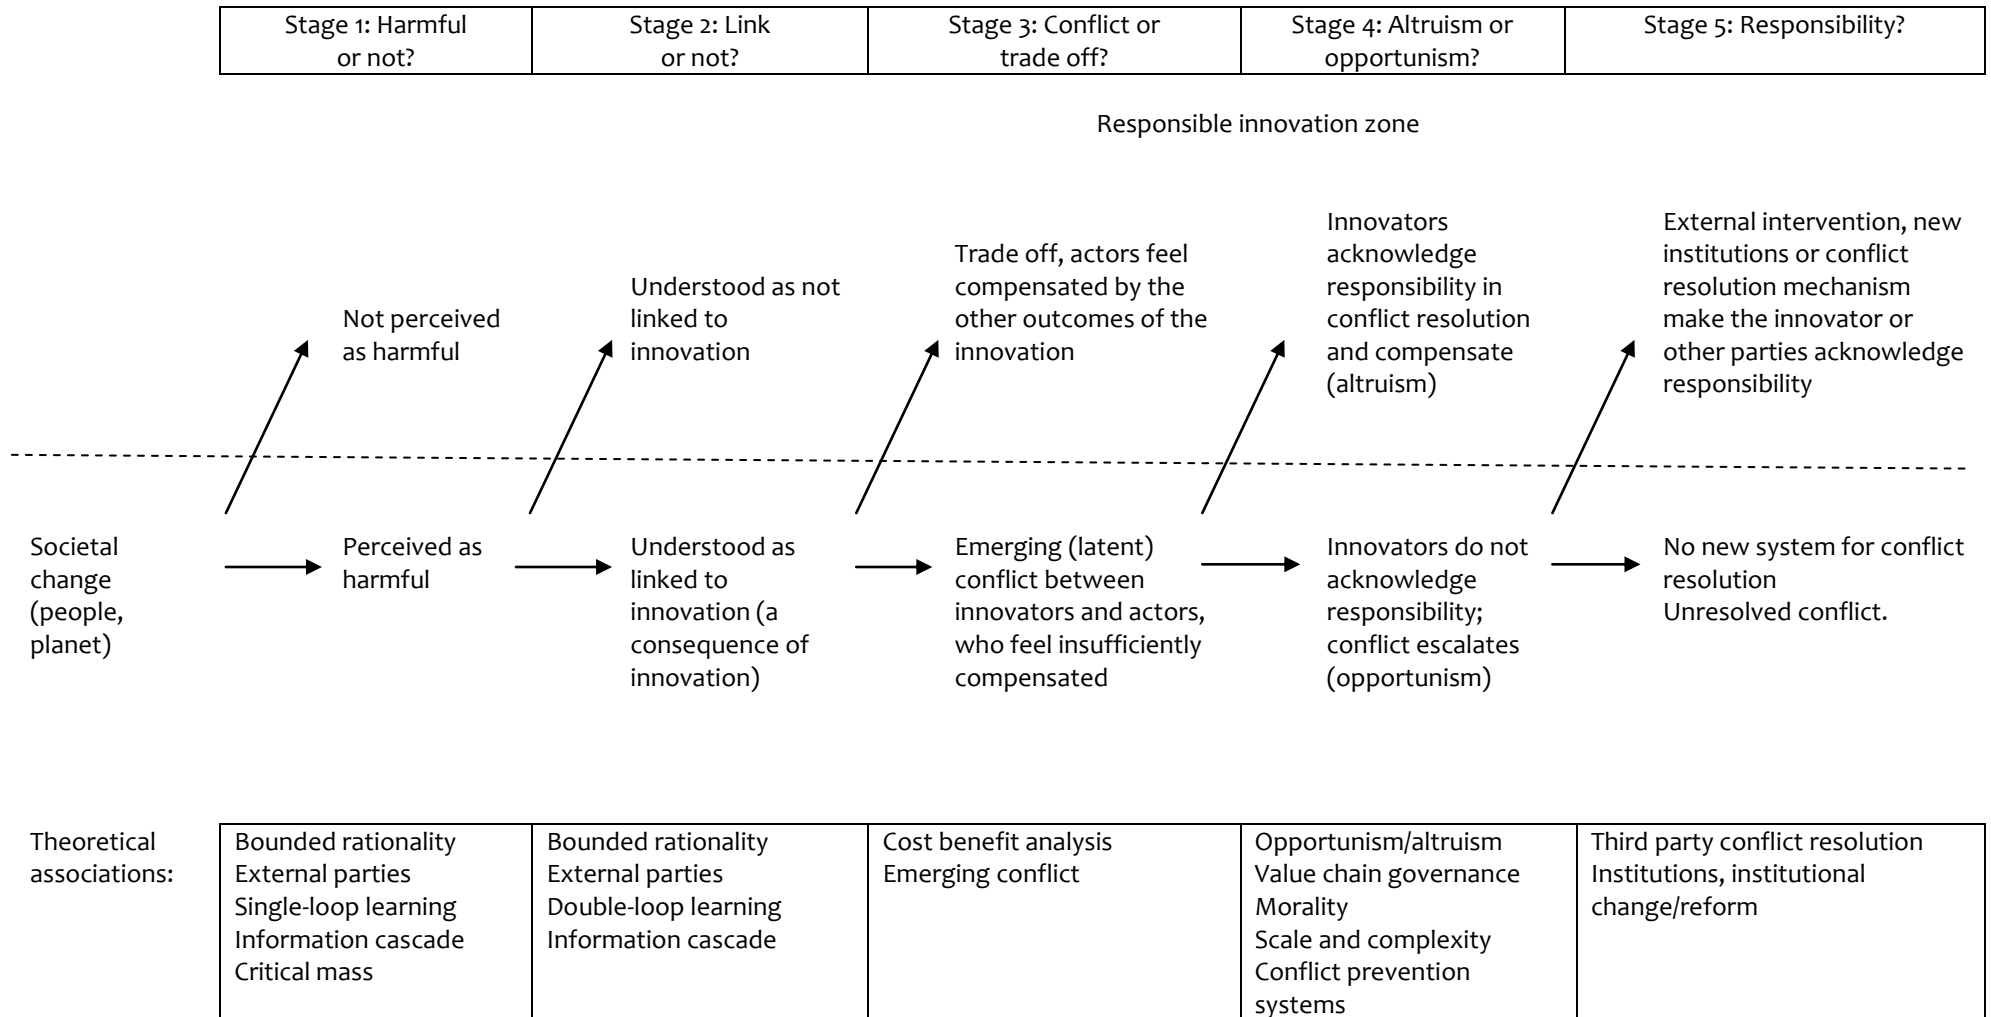 Stage 1: Harmful
or not?
Stage 2: Link
or not?
Stage 3: Conflict or
trade off?
Stage 4: Altruism or
opportunism?
Stage 5: Responsibility?
Responsible innovation zone
Not perceived
as harmful
Understood as not
linked to
innovation
Trade off, actors feel
compensated by the
other outcomes of the
innovation
Innovators
acknowledge
responsibility in
conflict resolution
and compensate
(altruism)
External intervention, new
institutions or conflict
resolution mechanism
make the innovator or
other parties acknowledge
responsibility
Societal
change
(people,
planet)
Perceived as
harmful
Understood as
linked to
innovation (a
consequence of
innovation)
Emerging (latent)
conflict between
innovators and actors,
who feel insufficiently
compensated
Innovators do not
acknowledge
responsibility;
conflict escalates
(opportunism)
No new system for conflict
resolution
Unresolved conflict.
Theoretical
associations:
Bounded rationality
External parties
Single-loop learning
Information cascade
Critical mass
Bounded rationality
External parties
Double-loop learning
Information cascade
Cost benefit analysis
Emerging conflict
Opportunism/altruism
Value chain governance
Morality
Scale and complexity
Conflict prevention
systems
Third party conflict resolution
Institutions, institutional
change/reform